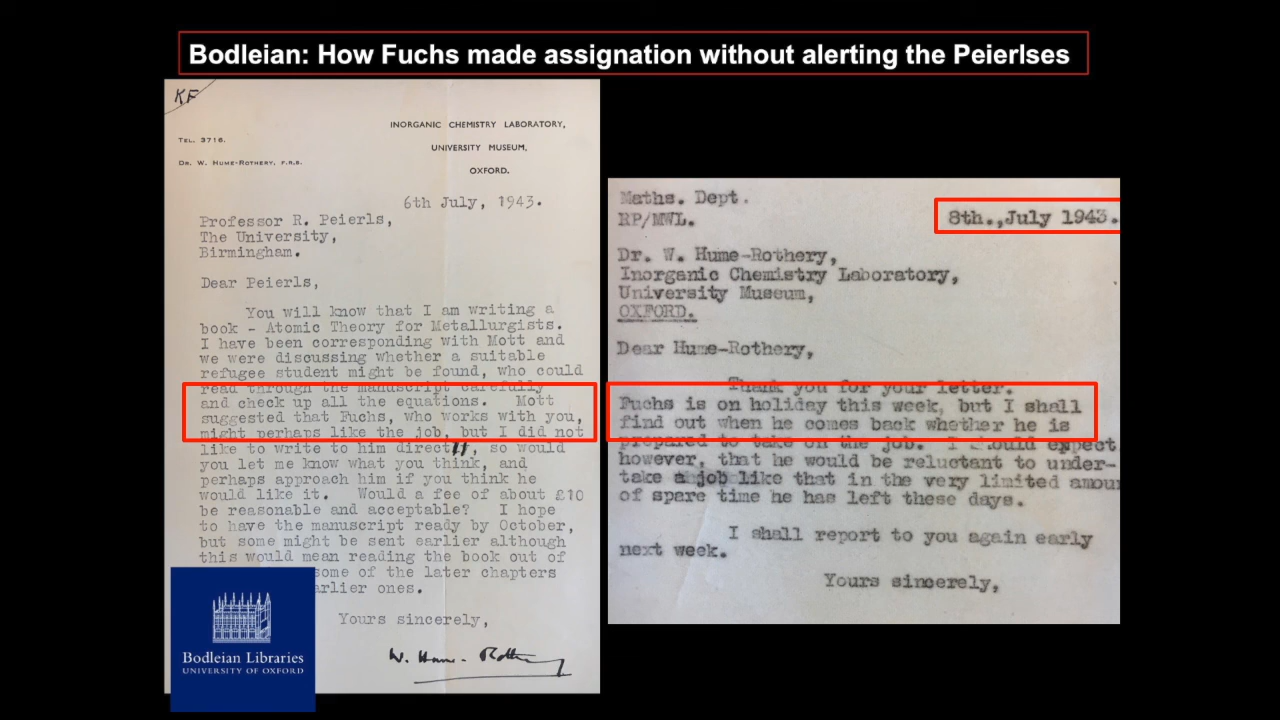 Bodleian: How Fuchs made assignation without alerting the Peierlses
KF
INORGANIC CHEMISTRY LABORATORY,
TEL. 3716.
UNIVERSITY MUSEUM,
DR. W. HUME-ROTHERY, F.R.S.
OXFORD.
6th July, 1943.
Professor R. Peierls,
The University,
Birmingham.
Dear Peierls,
You will know that I am writing a
book - Atomic Theory for Metallurgists.
I have been corresponding with Mott and
we were discussing whether a suitable
refugee student might be found, who could
read through the manuscript carefully
and check up all the equations. Mott
suggested that Fuchs, who works with you,
might perhaps like the job, but I did not
like to write to him direct, so would
you let me know what you think, and
perhaps approach him if you think he
would like it. Would a fee of about £10
be reasonable and acceptable? I hope
to have the manuscript ready by October,
but some might be sent earlier although
this would mean reading the book out of
some of the later chapters
arlier ones.
Yours sincerely,
W. Hume-Rothery
Bodleian Libraries
UNIVERSITY OF OXFORD
Maths. Dept.
RP/MWL.
8th.,July 1943.
Dr. W. Hume-Rothery,
Inorganic Chemistry Laboratory,
University Museum,
OXFORD.
Dear Hume-Rothery,
Thank you for your letter.
Fuchs is on holiday this week, but I shall
find out when he comes back whether he is
prepared to take on the job. I should expect
however, that he would be reluctant to under-
take a job like that in the very limited amou
of spare time he has left these days.
I shall report to you again early
next week.
Yours sincerely,